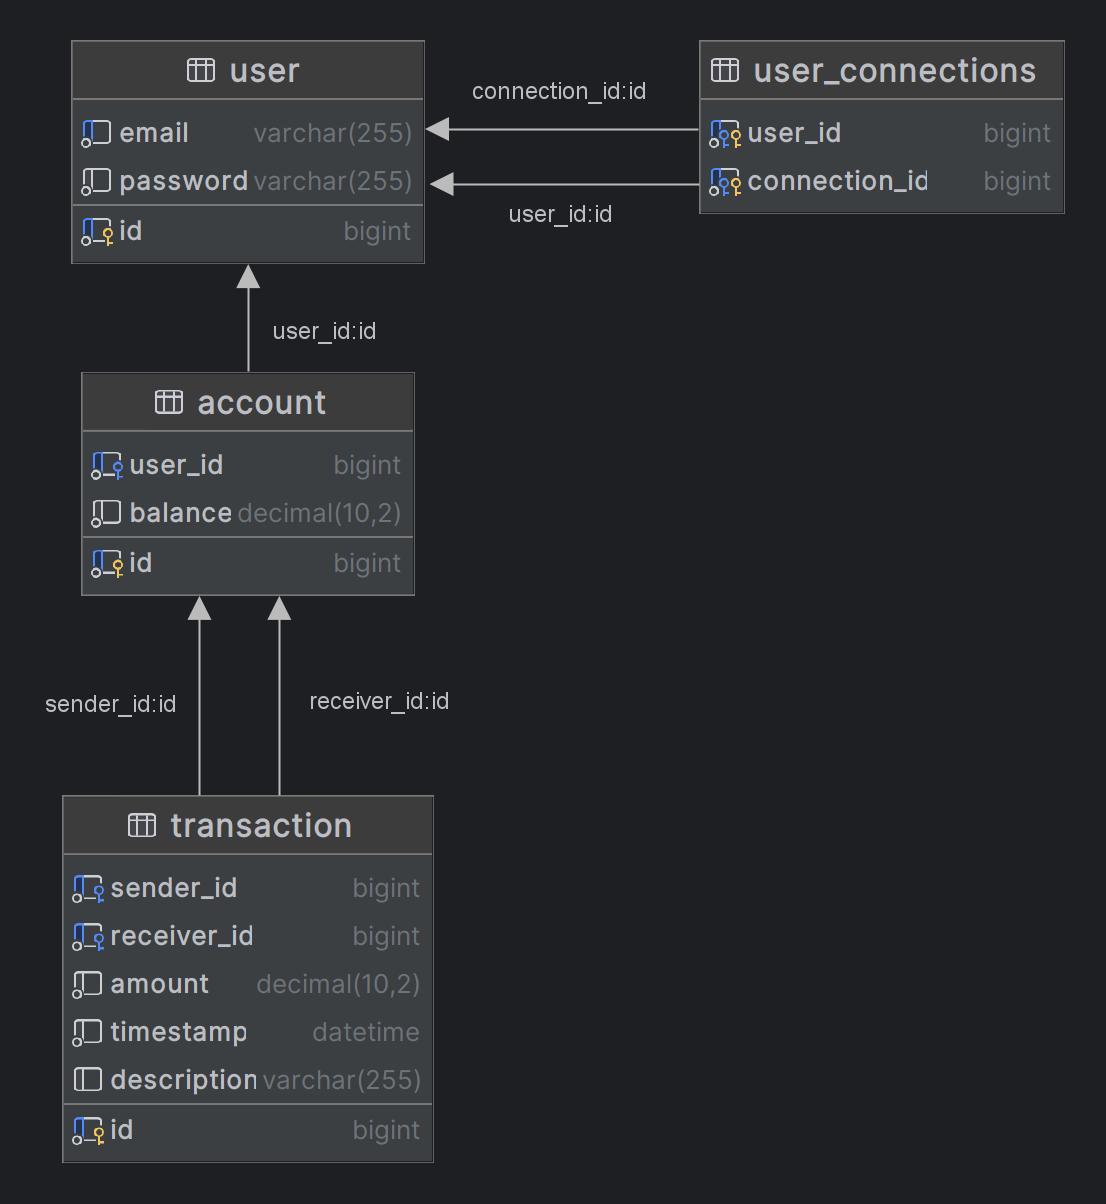 user
email varchar(255)
password varchar(255)
id bigint
connection_id:id
user_id:id
user_connections
user_id bigint
connection_id bigint
user_id:id
account
user_id bigint
balance decimal(10,2)
id bigint
sender_id:id
receiver_id:id
transaction
sender_id bigint
receiver_id bigint
amount decimal(10,2)
timestamp datetime
description varchar(255)
id bigint